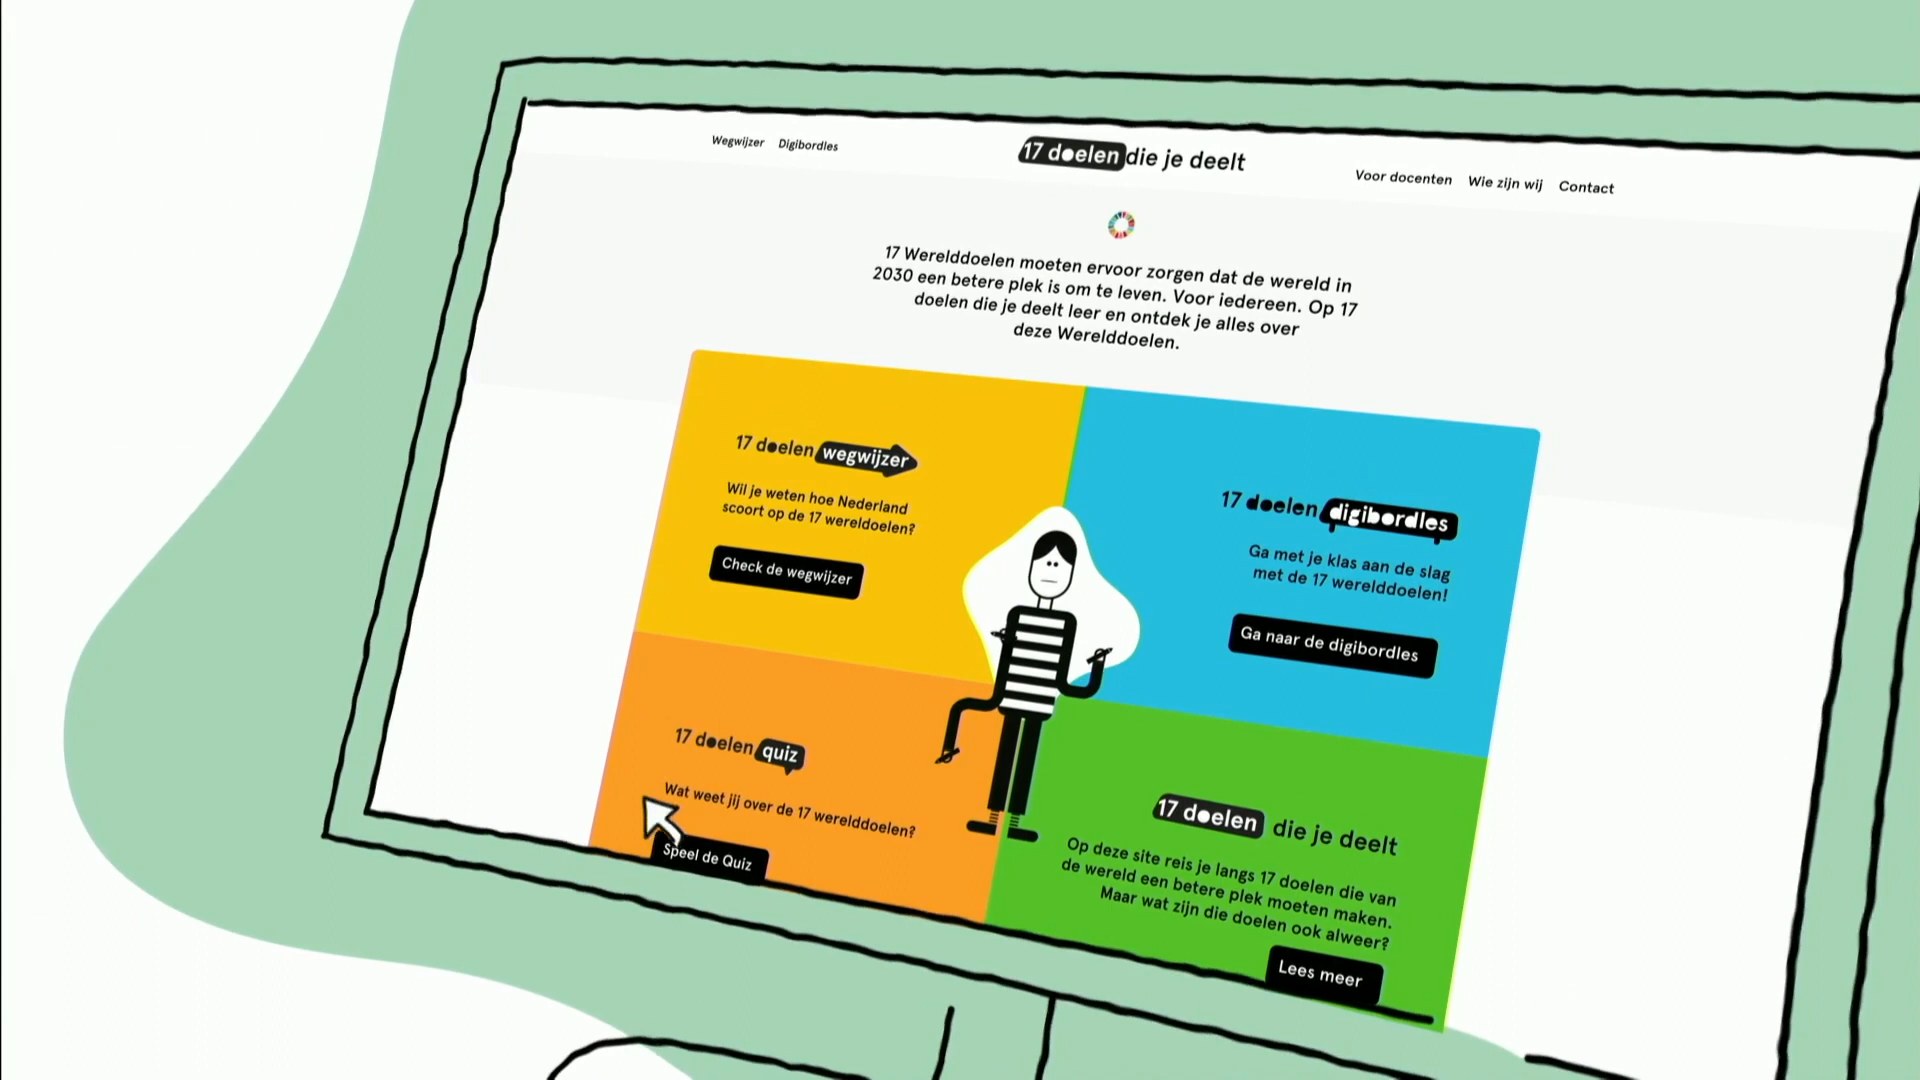 Wegwijzer Digibordles
17 doelen die je deelt
Voor docenten Wie zijn wij Contact
17 Werelddoelen moeten ervoor zorgen dat de wereld in
2030 een betere plek is om te leven. Voor iedereen. Op 17
doelen die je deelt leer en ontdek je alles over
deze Werelddoelen.
17 doelen wegwijzer
Wil je weten hoe Nederland
scoort op de 17 wereldoelen?
Check de wegwijzer
17 doelen digibordles
Ga met je klas aan de slag
met de 17 werelddoelen!
Ga naar de digibordles
17 doelen quiz
Wat weet jij over de 17 werelddoelen?
Speel de Quiz
17 doelen die je deelt
Op deze site reis je langs 17 doelen die van
de wereld een betere plek moeten maken.
Maar wat zijn die doelen ook alweer?
Lees meer